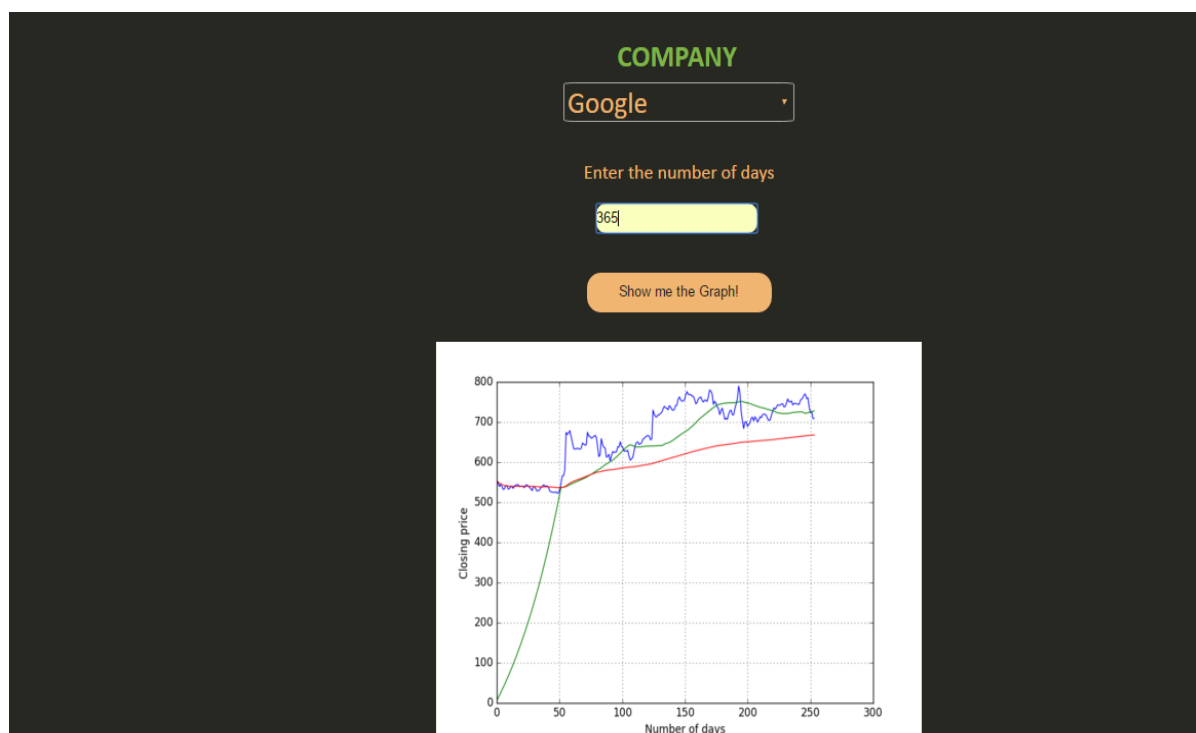 COMPANY
Google
Enter the number of days
365
Show me the Graph!
800
700
600
500
400
300
200
100
0
Closing price
0 50 100 150 200 250 300
Number of days